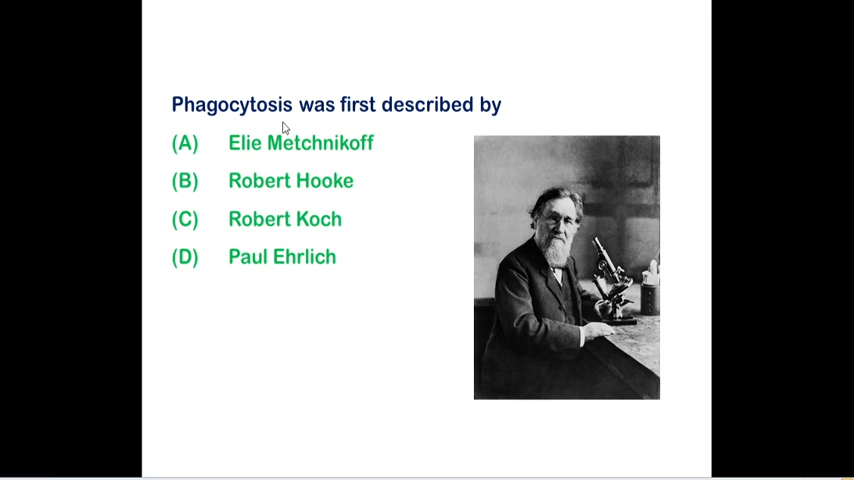 Phagocytosis was first described by
(A) Elie Metchnikoff
(B) Robert Hooke
(C) Robert Koch
(D) Paul Ehrlich